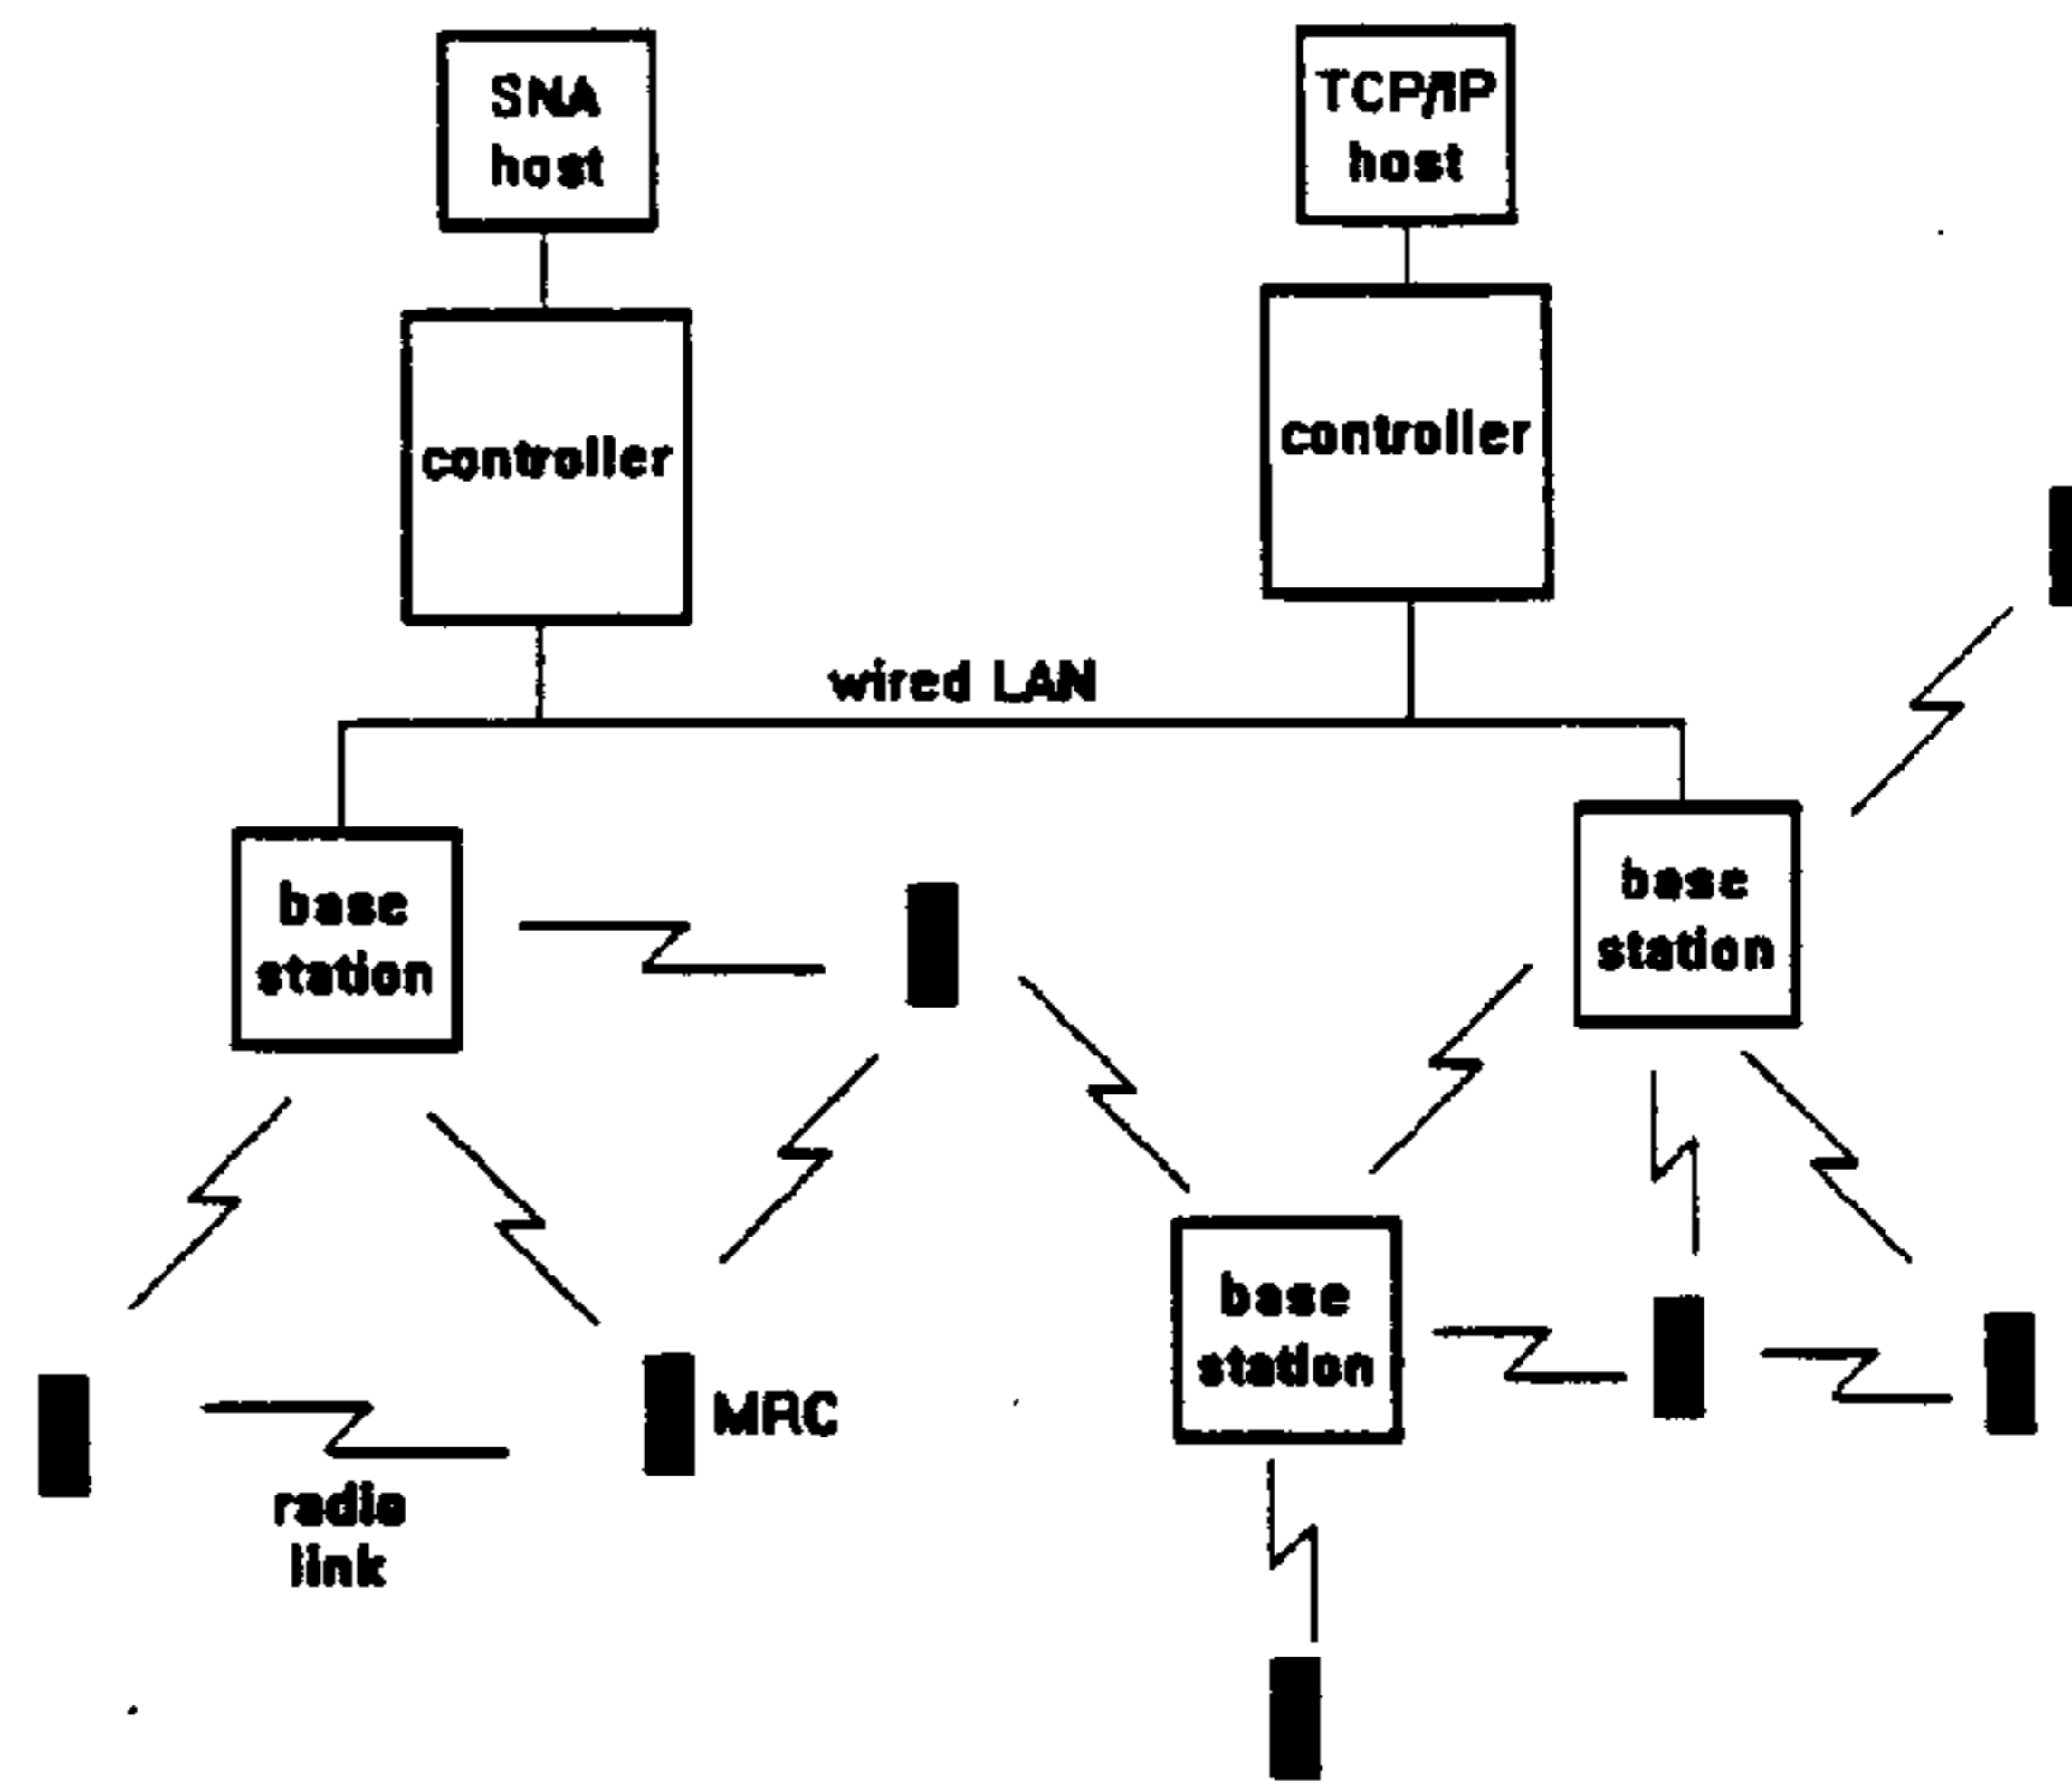 SNA
host
TCP/IP
host
controller
controller
wired LAN
base
station
base
station
base
station
MRC
radio
link